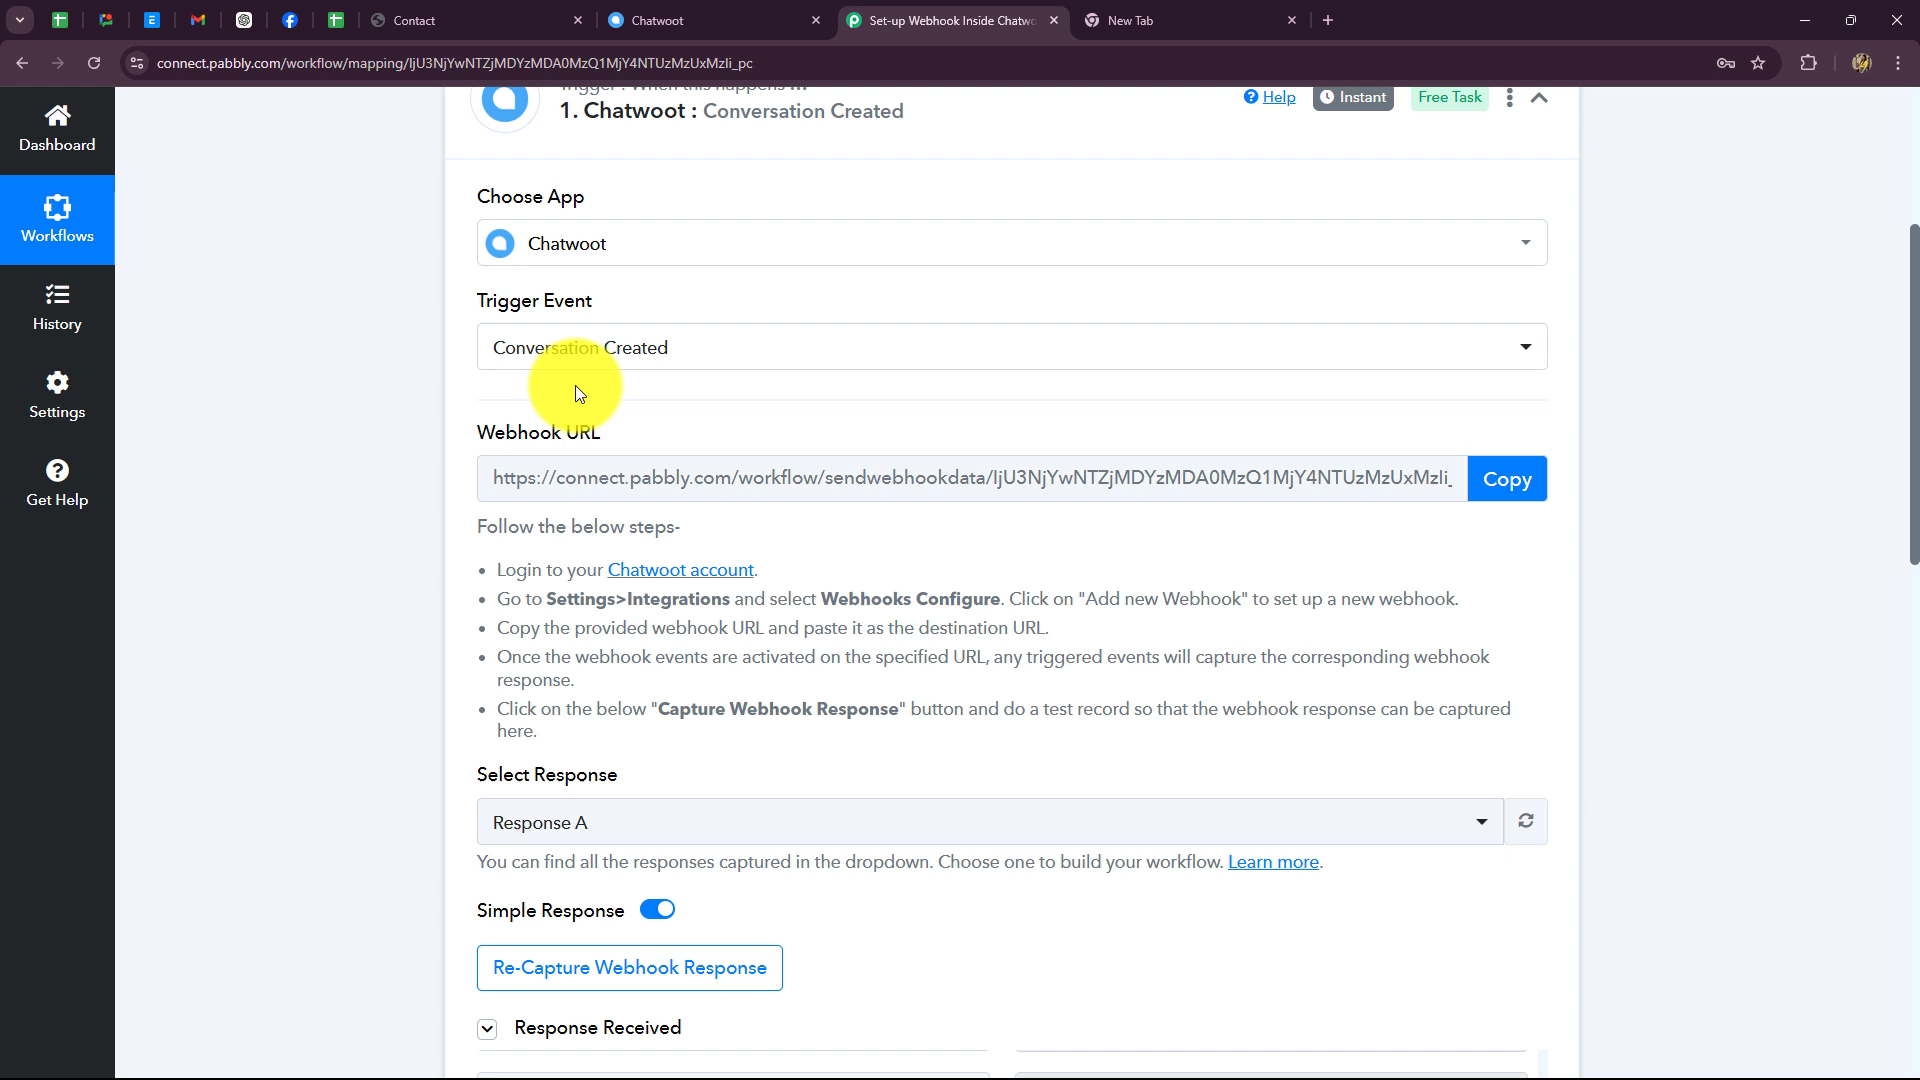 Contact
Chatwoot
Set-up Webhook Inside Chatwo
New Tab
connect.pabbly.com/workflow/mapping/IjU3NjYwNTZjMDYzMDA0MzQ1MjY4NTUzMzUxMzIi_pc
Dashboard
Workflows
History
Settings
Get Help
Trigger : When this happens ...
1. Chatwoot : Conversation Created
Help
Instant
Free Task
Choose App
Chatwoot
Trigger Event
Conversation Created
Webhook URL
https://connect.pabbly.com/workflow/sendwebhookdata/IjU3NjYwNTZjMDYzMDA0MzQ1MjY4NTUzMzUxMzIi_
Copy
Follow the below steps-
• Login to your Chatwoot account.
• Go to Settings>Integrations and select Webhooks Configure. Click on "Add new Webhook" to set up a new webhook.
• Copy the provided webhook URL and paste it as the destination URL.
• Once the webhook events are activated on the specified URL, any triggered events will capture the corresponding webhook
response.
• Click on the below "Capture Webhook Response" button and do a test record so that the webhook response can be captured
here.
Select Response
Response A
You can find all the responses captured in the dropdown. Choose one to build your workflow. Learn more.
Simple Response
Re-Capture Webhook Response
Response Received